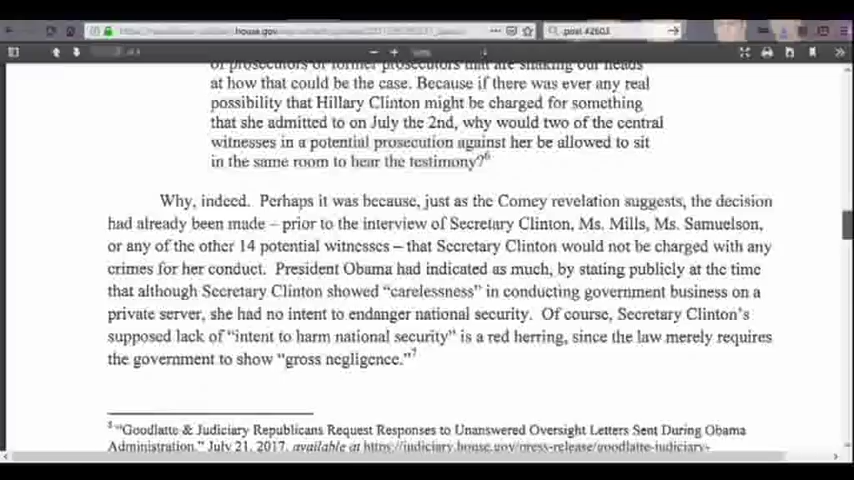 house.gov
post #2603
of prosecutors or former prosecutors that are shaking our heads
at how that could be the case. Because if there was ever any real
possibility that Hillary Clinton might be charged for something
that she admitted to on July the 2nd, why would two of the central
witnesses in a potential prosecution against her be allowed to sit
in the same room to hear the testimony?6
Why, indeed. Perhaps it was because, just as the Comey revelation suggests, the decision
had already been made – prior to the interview of Secretary Clinton, Ms. Mills, Ms. Samuelson,
or any of the other 14 potential witnesses – that Secretary Clinton would not be charged with any
crimes for her conduct. President Obama had indicated as much, by stating publicly at the time
that although Secretary Clinton showed “carelessness” in conducting government business on a
private server, she had no intent to endanger national security. Of course, Secretary Clinton’s
supposed lack of “intent to harm national security” is a red herring, since the law merely requires
the government to show “gross negligence.”7
5 “Goodlatte & Judiciary Republicans Request Responses to Unanswered Oversight Letters Sent During Obama
Administration,” July 21, 2017, available at https://judiciary.house.gov/press-release/goodlatte-judiciary-